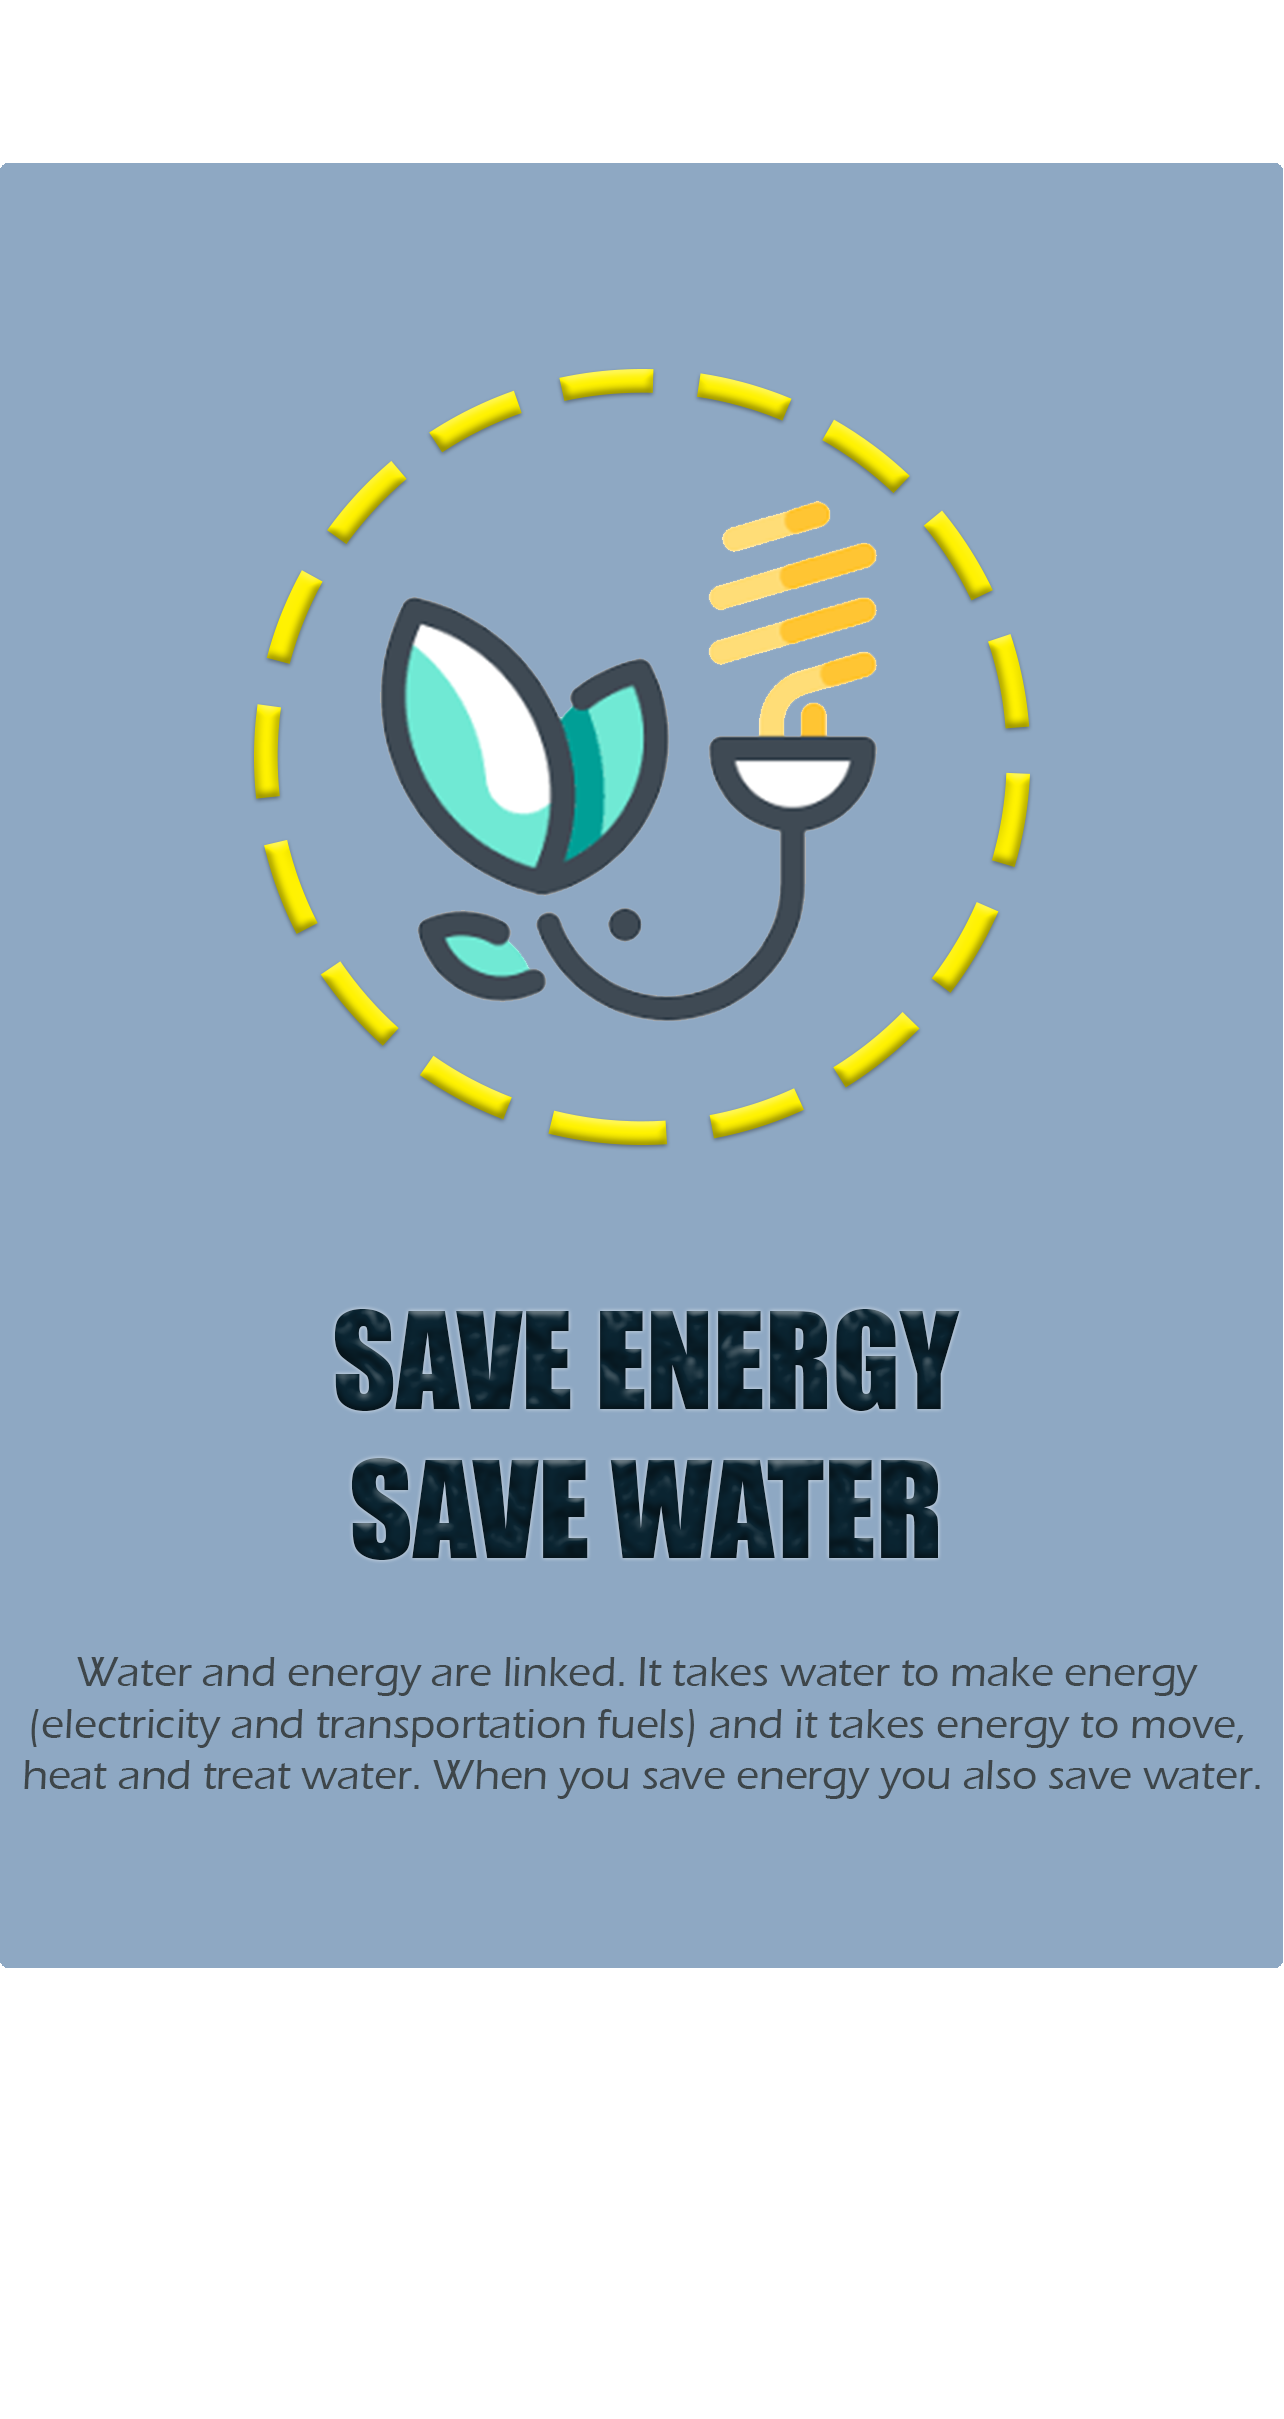 SAVE ENERGY
SAVE WATER
Water and energy are linked. It takes water to make energy
(electricity and transportation fuels) and it takes energy to move,
heat and treat water. When you save energy you also save water.